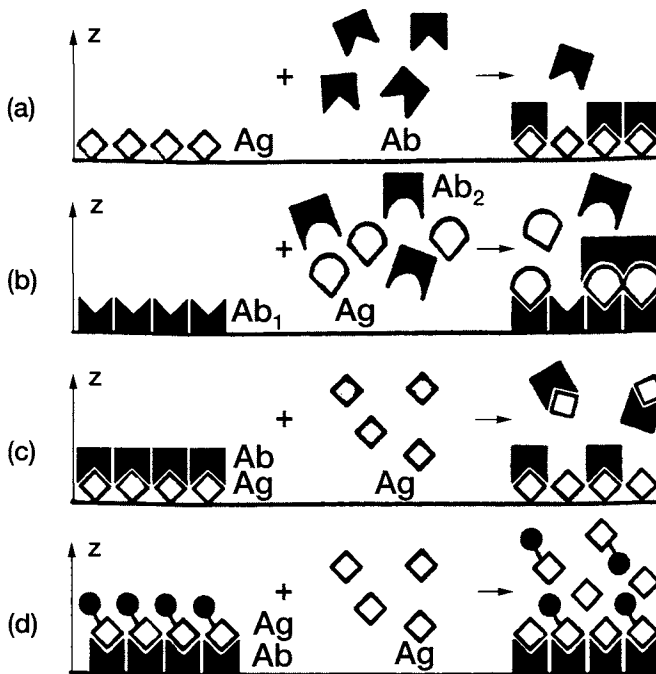 z
(a) + →
Ag Ab
z Ab₂
(b) + →
Ab₁ Ag
z
(c) + →
Ab
Ag Ag
z
(d) + →
Ag
Ab Ag